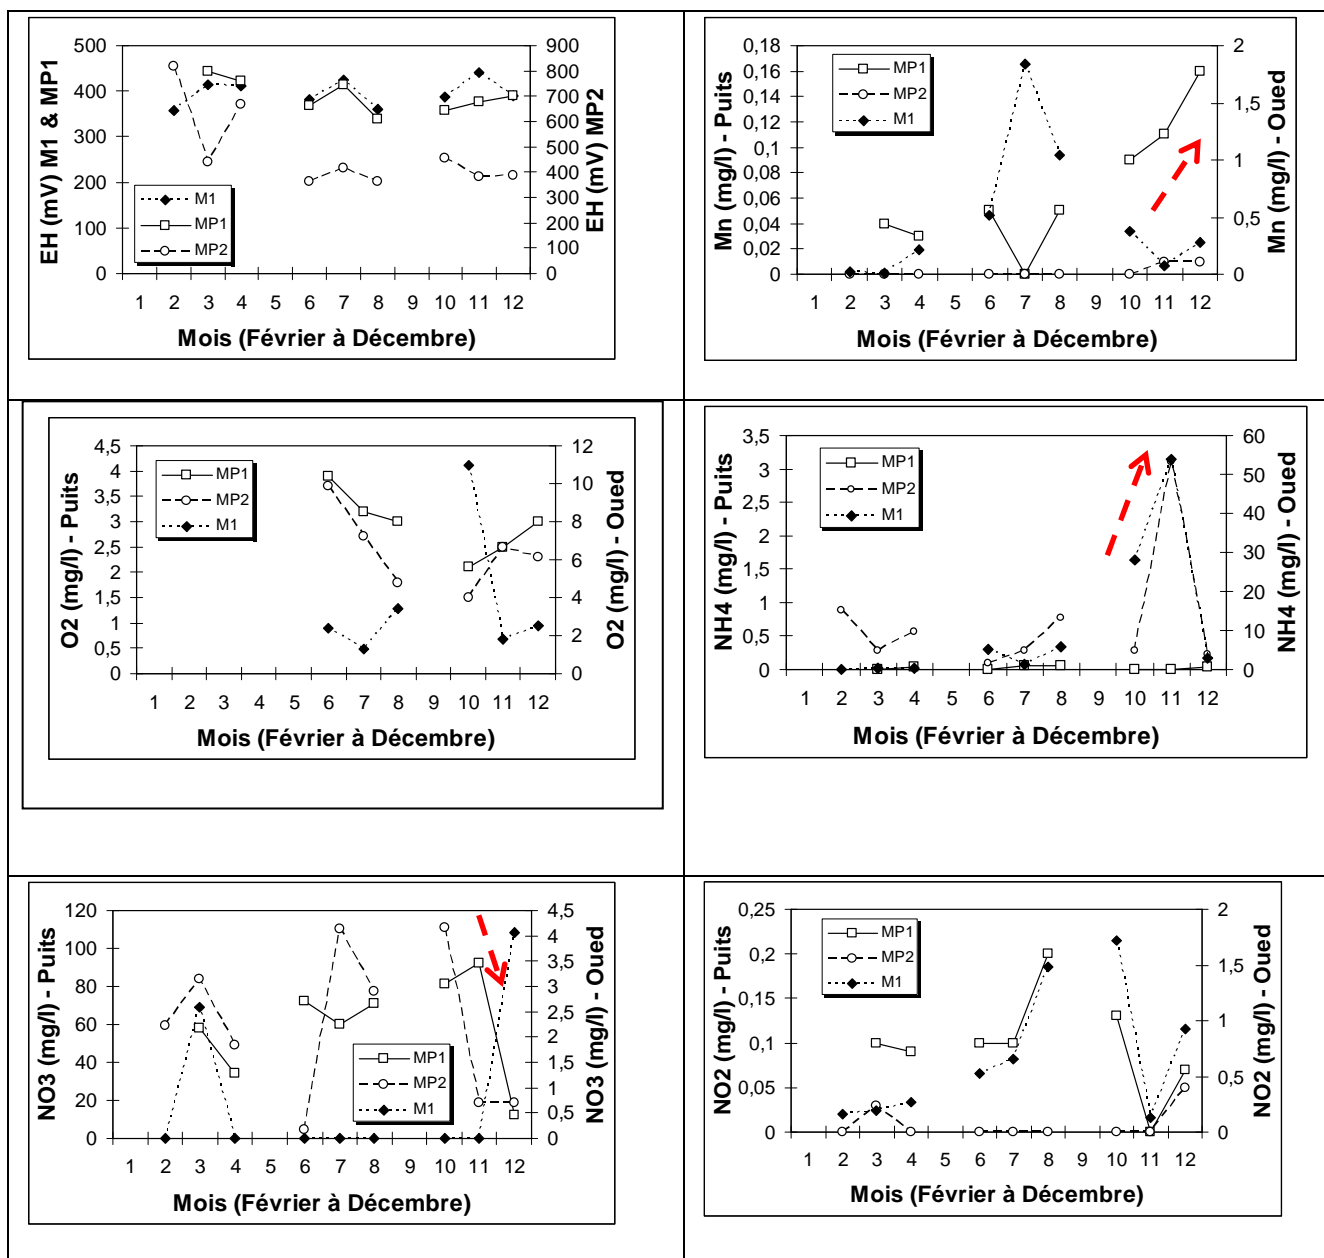 500
450
400
350
300
250
200
150
100
50
0
900
800
700
600
500
400
300
200
100
0
EH (mV) M1 & MP1
EH (mV) MP2
M1
MP1
MP2
1 2 3 4 5 6 7 8 9 10 11 12
Mois (Février à Décembre)
0,18
0,16
0,14
0,12
0,1
0,08
0,06
0,04
0,02
0
2
1,5
1
0,5
0
Mn (mg/l) - Puits
Mn (mg/l) - Oued
MP1
MP2
M1
1 2 3 4 5 6 7 8 9 10 11 12
Mois (Février à Décembre)
4,5
4
3,5
3
2,5
2
1,5
1
0,5
0
12
10
8
6
4
2
0
O2 (mg/l) - Puits
O2 (mg/l) - Oued
MP1
MP2
M1
1 2 3 4 5 6 7 8 9 10 11 12
Mois (Février à Décembre)
3,5
3
2,5
2
1,5
1
0,5
0
60
50
40
30
20
10
0
NH4 (mg/l) - Puits
NH4 (mg/l) - Oued
MP1
MP2
M1
1 2 3 4 5 6 7 8 9 10 11 12
Mois (Février à Décembre)
120
100
80
60
40
20
0
4,5
4
3,5
3
2,5
2
1,5
1
0,5
0
NO3 (mg/l) - Puits
NO3 (mg/l) - Oued
MP1
MP2
M1
1 2 3 4 5 6 7 8 9 10 11 12
Mois (Février à Décembre)
0,25
0,2
0,15
0,1
0,05
0
2
1,5
1
0,5
0
NO2 (mg/l) - Puits
NO2 (mg/l) - Oued
MP1
MP2
M1
1 2 3 4 5 6 7 8 9 10 11 12
Mois (Février à Décembre)